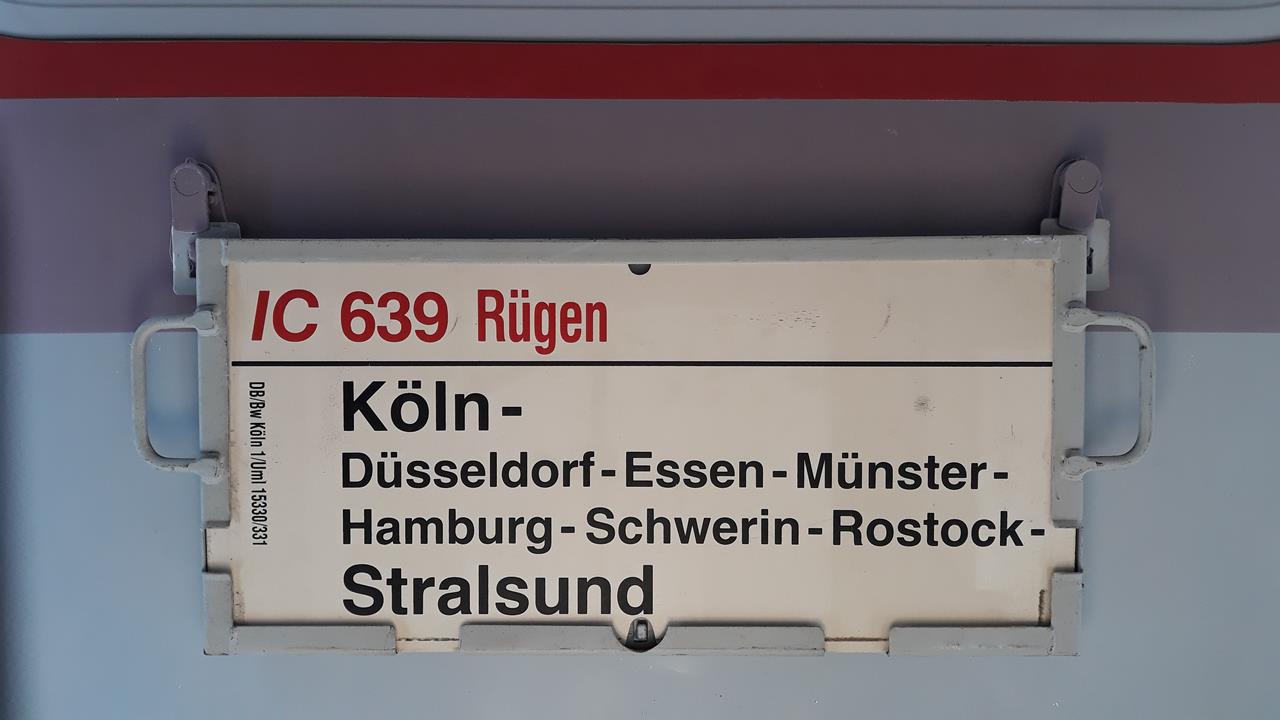 IC 639 Rügen
Köln-
Düsseldorf-Essen-Münster-
Hamburg-Schwerin-Rostock-
Stralsund
DB/Bw Köln 1/Uml 15330/331